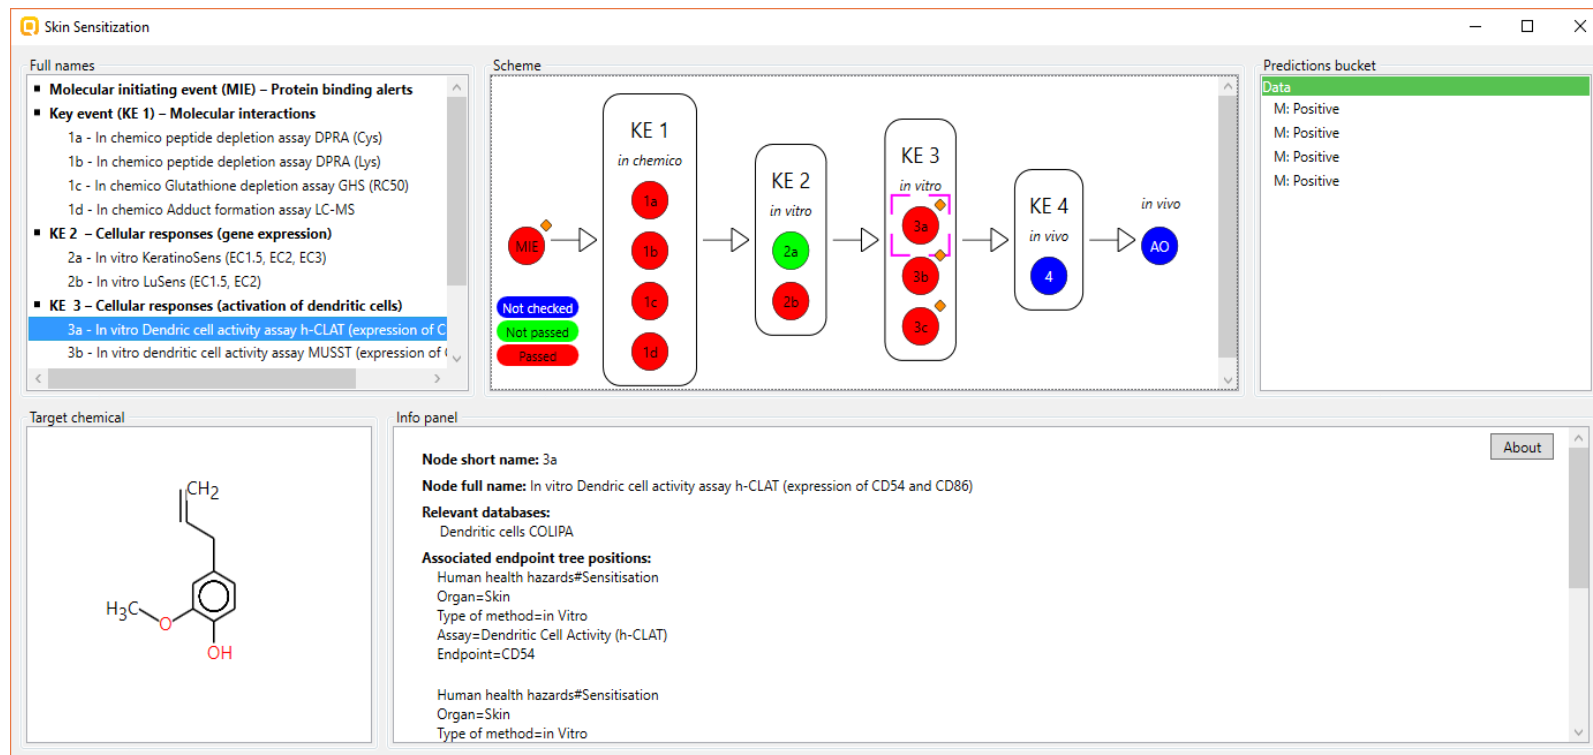 Skin Sensitization
Full names
Molecular initiating event (MIE) – Protein binding alerts
Key event (KE 1) – Molecular interactions
1a - In chemico peptide depletion assay DPRA (Cys)
1b - In chemico peptide depletion assay DPRA (Lys)
1c - In chemico Glutathione depletion assay GHS (RC50)
1d - In chemico Adduct formation assay LC-MS
KE 2 – Cellular responses (gene expression)
2a - In vitro KeratinoSens (EC1.5, EC2, EC3)
2b - In vitro LuSens (EC1.5, EC2)
KE 3 – Cellular responses (activation of dendritic cells)
3a - In vitro Dendric cell activity assay h-CLAT (expression of C
3b - In vitro dendritic cell activity assay MUSST (expression of
Scheme
MIE
KE 1
in chemico
1a
1b
1c
1d
KE 2
in vitro
2a
2b
KE 3
in vitro
3a
3b
3c
KE 4
in vivo
4
in vivo
AO
Not checked
Not passed
Passed
Predictions bucket
Data
M: Positive
M: Positive
M: Positive
M: Positive
Target chemical
CH2
H3C
O
OH
Info panel
About
Node short name: 3a
Node full name: In vitro Dendric cell activity assay h-CLAT (expression of CD54 and CD86)
Relevant databases:
Dendritic cells COLIPA
Associated endpoint tree positions:
Human health hazards#Sensitisation
Organ=Skin
Type of method=in Vitro
Assay=Dendritic Cell Activity (h-CLAT)
Endpoint=CD54
Human health hazards#Sensitisation
Organ=Skin
Type of method=in Vitro